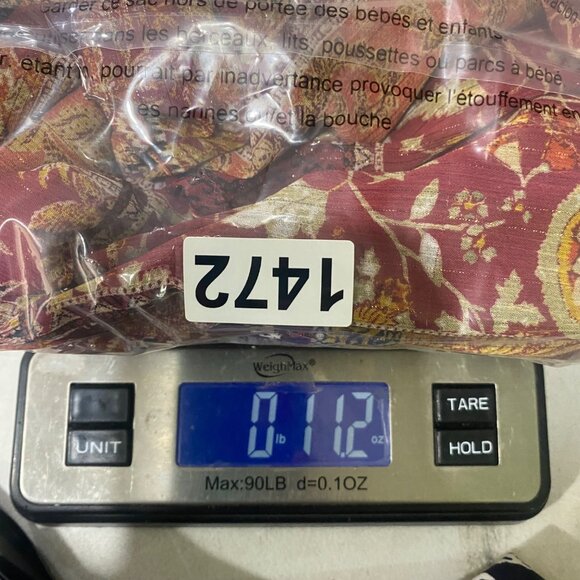 garder ce sac hors de portée des bébés et enfants
dans les berceaux, lits, poussettes ou parcs à bébé
étant pourrait par inadvertance provoquer l'étouffement en
les narines et la bouche
1472
WeighMax®
0 lb 11.2 oz
TARE
UNIT
HOLD
Max:90LB d=0.1OZ